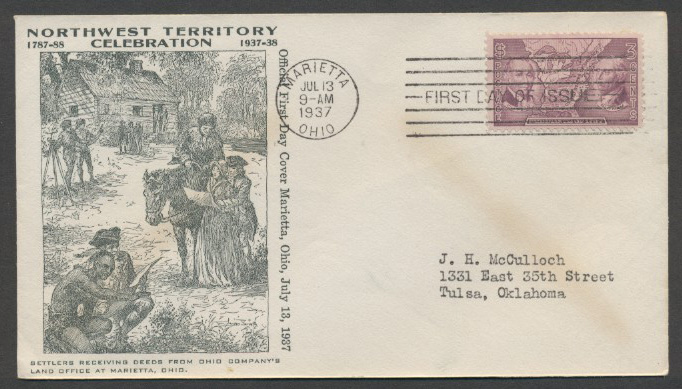 NORTHWEST TERRITORY
1787-88 CELEBRATION 1937-38
Official First Day Cover Marietta, Ohio, July 13, 1937
MARIETTA
JUL 13
9-AM
1937
OHIO
FIRST DAY OF ISSUE
3 CENTS
J. H. McCulloch
1331 East 35th Street
Tulsa, Oklahoma
SETTLERS RECEIVING DEEDS FROM OHIO COMPANY'S
LAND OFFICE AT MARIETTA, OHIO.